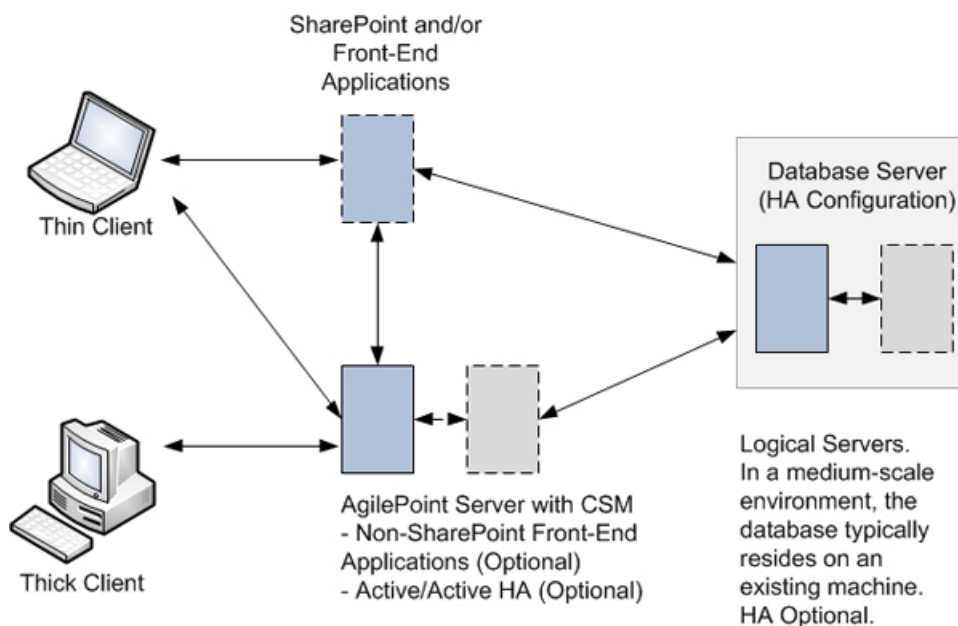 SharePoint and/or
Front-End
Applications
Thin Client
Database Server
(HA Configuration)
Thick Client
AgilePoint Server with CSM
- Non-SharePoint Front-End
Applications (Optional)
- Active/Active HA (Optional)
Logical Servers.
In a medium-scale
environment, the
database typically
resides on an
existing machine.
HA Optional.